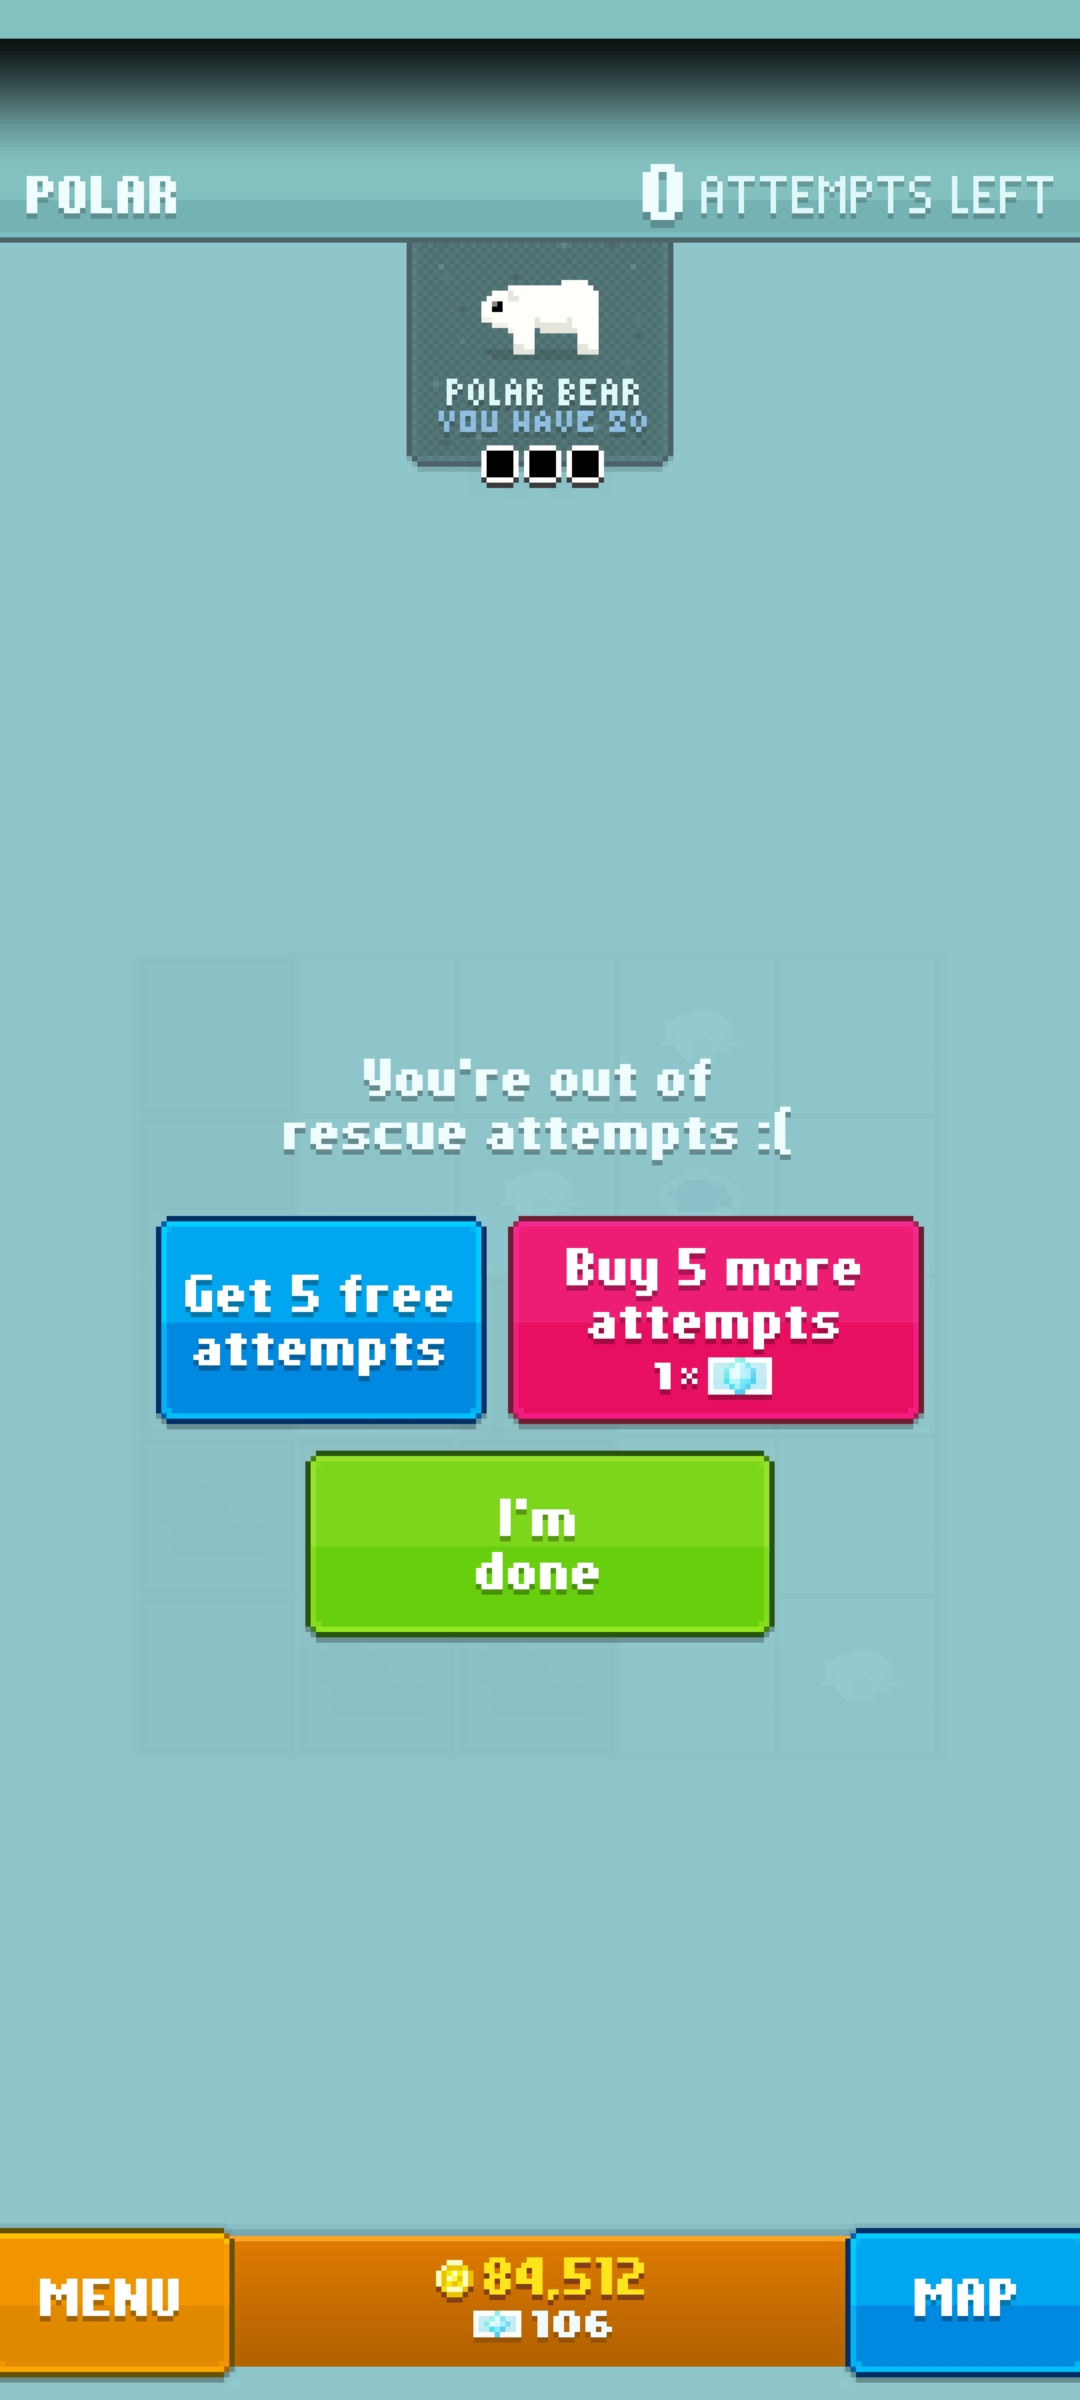 POLAR
0 ATTEMPTS LEFT
POLAR BEAR
YOU HAVE 20
You're out of
rescue attempts :(
Get 5 free
attempts
Buy 5 more
attempts
1×
I'm
done
MENU
84,512
106
MAP